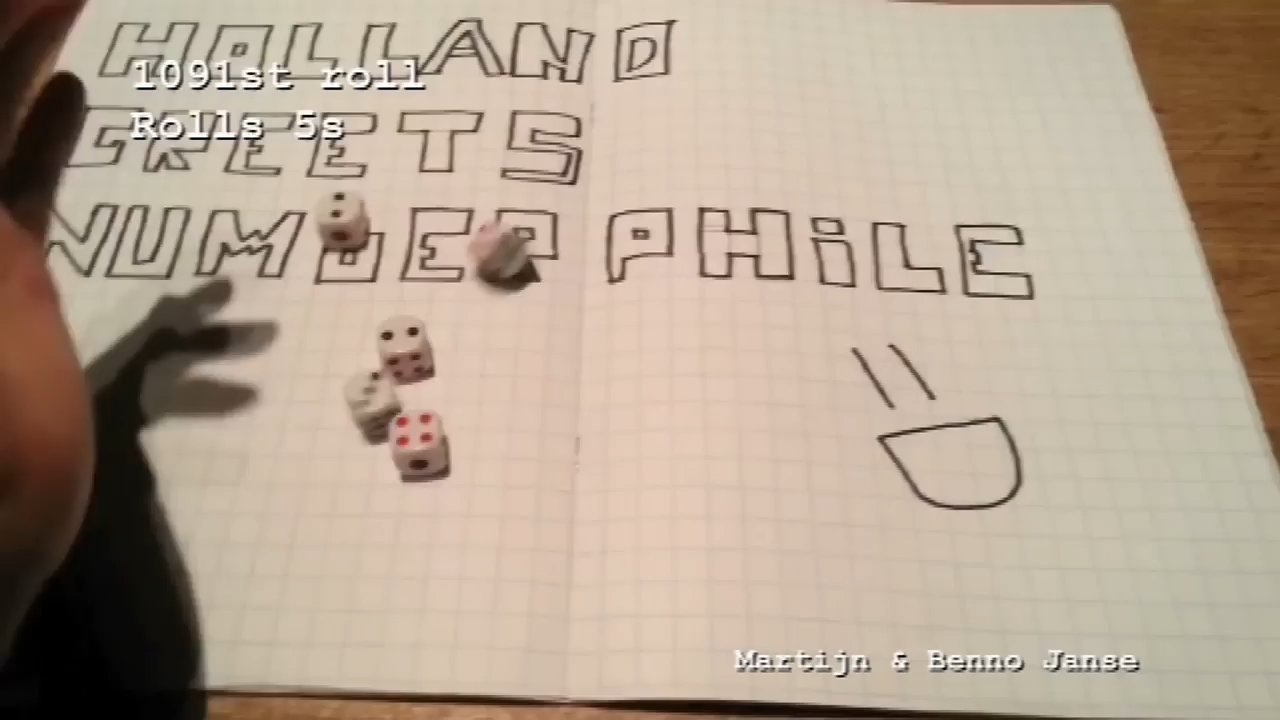 HOLLAND
1091st roll
GREETS
Rolls 5s
NUMBERPHiLE
Martijn & Benno Janse